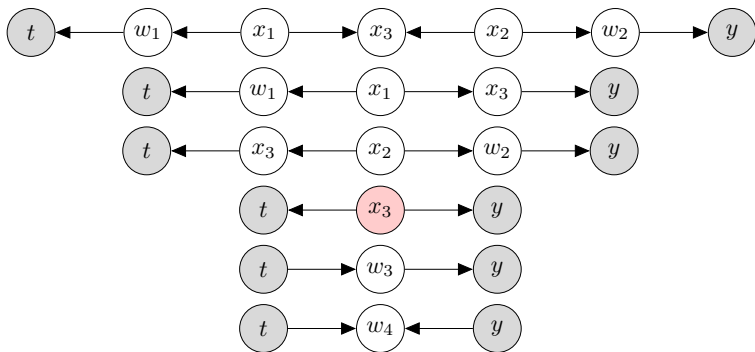 t w₁ x₁ x₃ x₂ w₂ y
t w₁ x₁ x₃ y
t x₃ x₂ w₂ y
t x₃ y
t w₃ y
t w₄ y